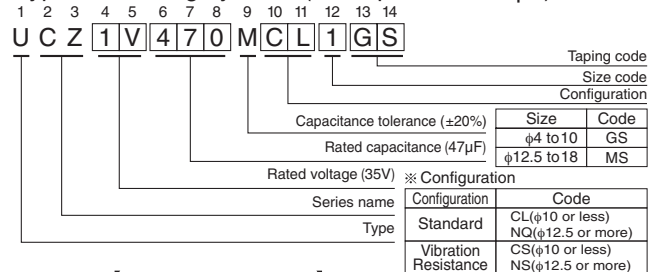 1 2 3 4 5 6 7 8 9 10 11 12 13 14
U C Z 1 V 4 7 0 M C L 1 G S
Taping code
Size code
Configuration
Capacitance tolerance (±20%)
Size Code
ϕ4 to10 GS
ϕ12.5 to18 MS
Rated capacitance (47µF)
Rated voltage (35V)
※ Configuration
Series name
Type
Configuration Code
Standard CL(ϕ10 or less)
NQ(ϕ12.5 or more)
Vibration Resistance CS(ϕ10 or less)
NS(ϕ12.5 or more)